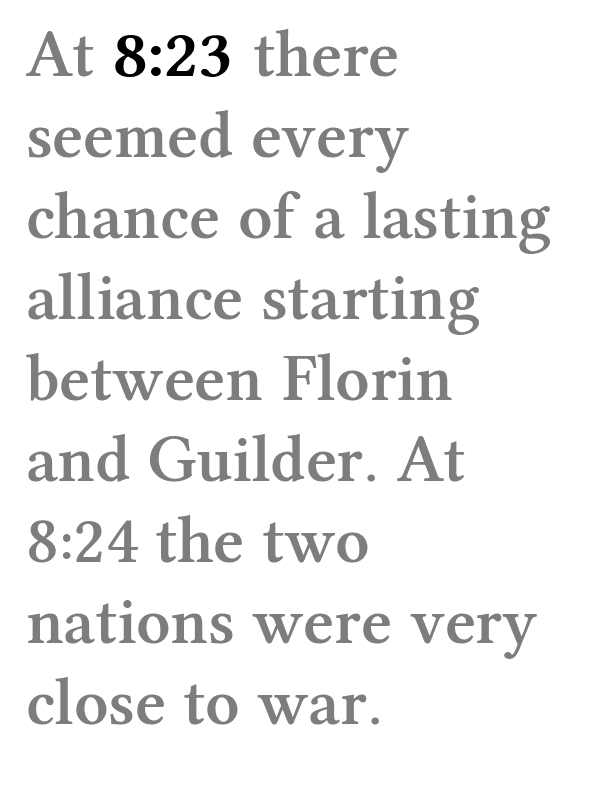 At 8:23 there
seemed every
chance of a lasting
alliance starting
between Florin
and Guilder. At
8:24 the two
nations were very
close to war.